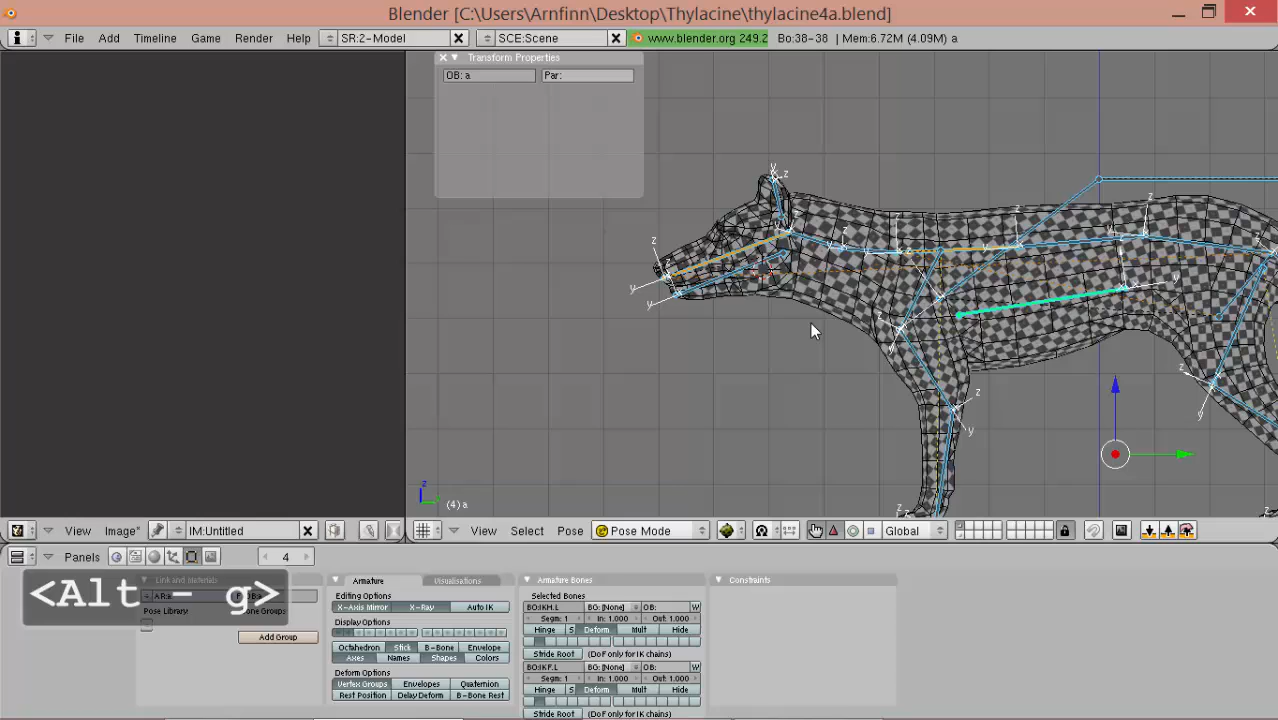 Blender [C:\Users\Arnfinn\Desktop\Thylacine\thylacine4a.blend]
File Add Timeline Game Render Help SR:2-Model SCE:Scene www.blender.org 249.2 Bo:38-38 | Mem:6.72M (4.09M) a
Transform Properties
OB: a Par:
(4) a
View Image* IM:Untitled View Select Pose Pose Mode Global
Panels 4
Link and Materials Armature Visualisations Armature Bones Constraints
Editing Options Selected Bones
<Alt - g>
X-Axis Mirror X-Ray Auto IK BO:IKH.L BO: [None] OB: W
Pose Library Segm: 1 In: 1.000 Out: 1.000
Display Options Hinge S Deform Mult Hide
Add Group
Octahedron Stick B-Bone Envelope Stride Root (DoF only for IK chains)
Axes Names Shapes Colors BO:IKF.L BO: [None] OB: W
Deform Options Segm: 1 In: 1.000 Out: 1.000
Vertex Groups Envelopes Quaternion Hinge S Deform Mult Hide
Rest Position Delay Deform B-Bone Rest
Stride Root (DoF only for IK chains)